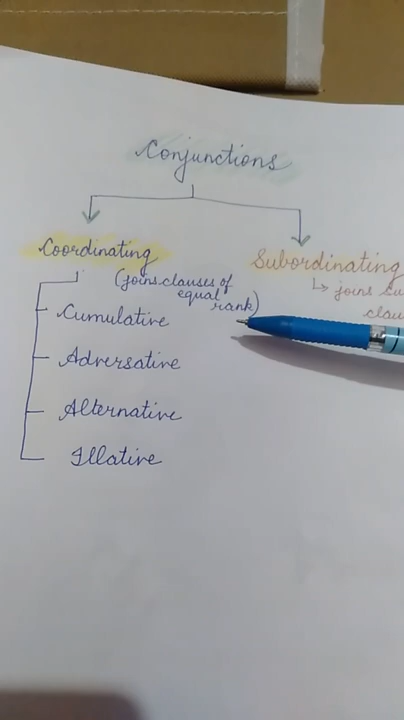 Conjunctions
Coordinating
(joins clauses of
equal
rank)
Cumulative
Adversative
Alternative
Illative
Subordinating
↳ joins